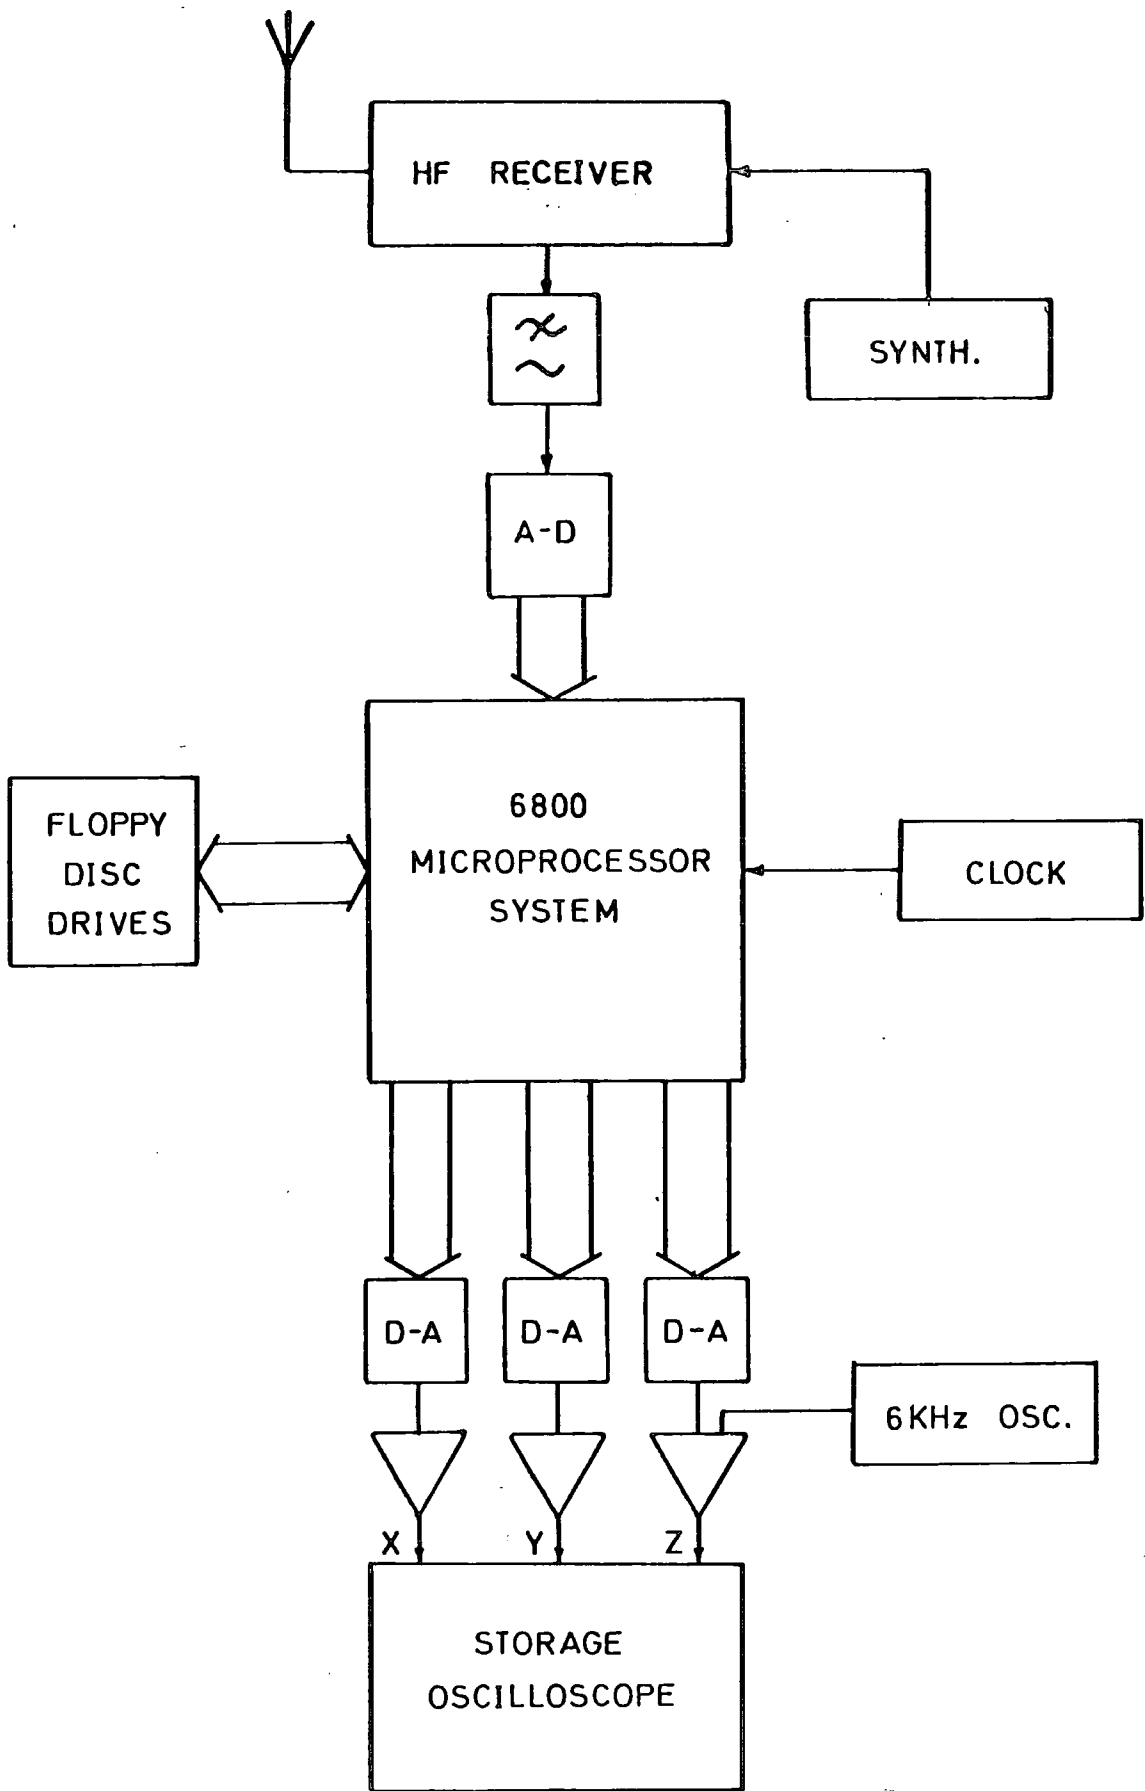 HF RECEIVER
SYNTH.
A-D
6800
MICROPROCESSOR
SYSTEM
FLOPPY
DISC
DRIVES
CLOCK
D-A
D-A
D-A
6KHz OSC.
X
Y
Z
STORAGE
OSCILLOSCOPE